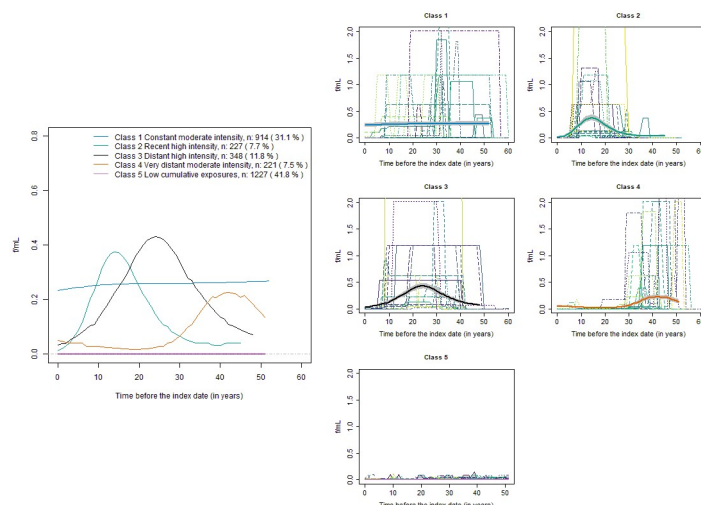 Class 1 Constant moderate intensity, n: 914 ( 31.1 % )
Class 2 Recent high intensity, n: 227 ( 7.7 % )
Class 3 Distant high intensity, n: 348 ( 11.8 % )
Class 4 Very distant moderate intensity, n: 221 ( 7.5 % )
Class 5 Low cumulative exposures, n: 1227 ( 41.8 % )
f/mL
0.8
0.6
0.4
0.2
0.0
0 10 20 30 40 50 60
Time before the index date (in years)
Class 1
f/mL
2.0
1.5
1.0
0.5
0.0
0 10 20 30 40 50 60
Time before the index date (in years)
Class 2
f/mL
2.0
1.5
1.0
0.5
0.0
0 10 20 30 40 50
Time before the index date (in years)
Class 3
f/mL
2.0
1.5
1.0
0.5
0.0
0 10 20 30 40 50 60
Time before the index date (in years)
Class 4
f/mL
2.0
1.5
1.0
0.5
0.0
0 10 20 30 40 50
Time before the index date (in years)
Class 5
f/mL
2.0
1.5
1.0
0.5
0.0
0 10 20 30 40 50
Time before the index date (in years)